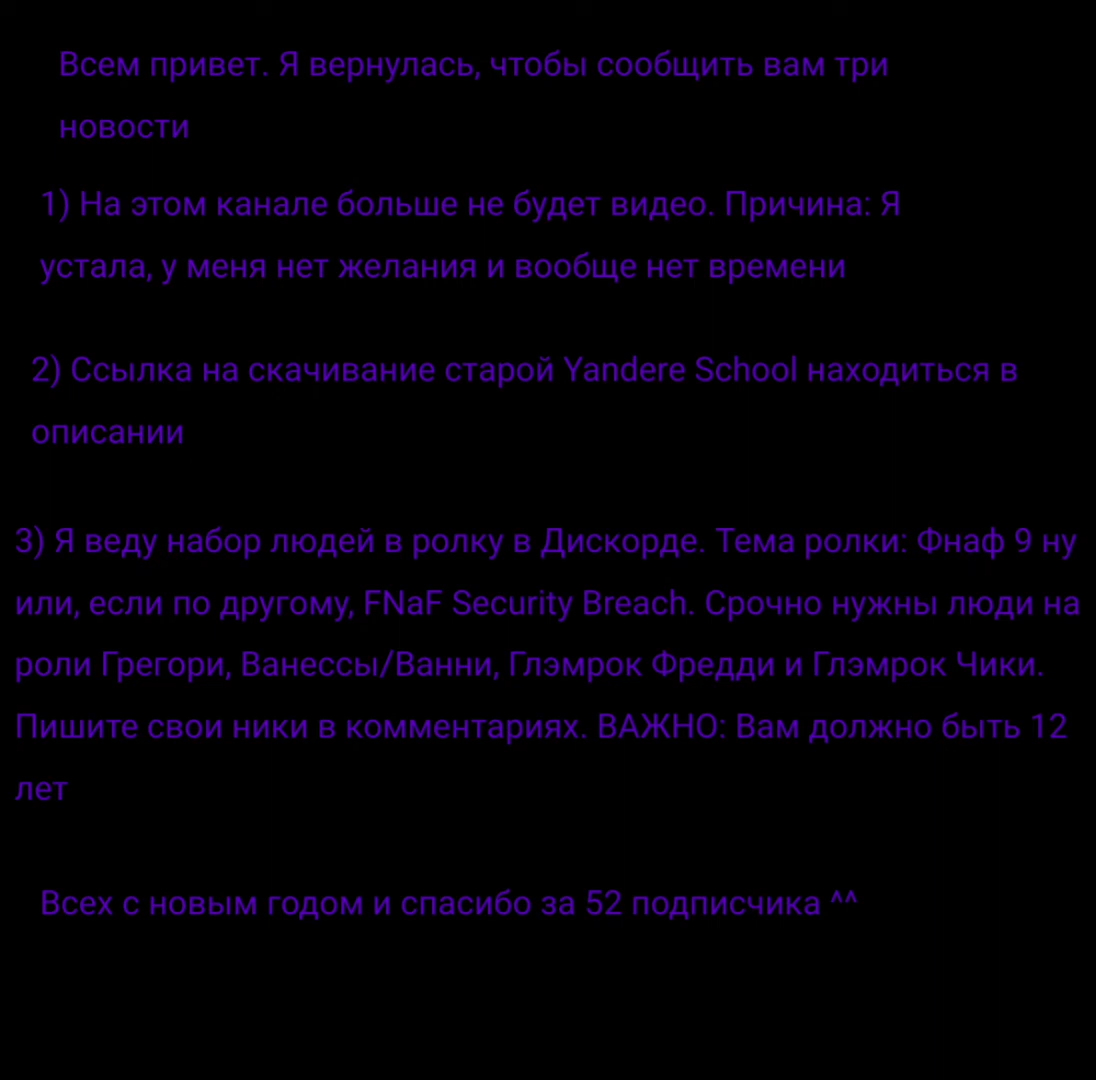 Всем привет. Я вернулась, чтобы сообщить вам три
новости
1) На этом канале больше не будет видео. Причина: Я
устала, у меня нет желания и вообще нет времени
2) Ссылка на скачивание старой Yandere School находиться в
описании
3) Я веду набор людей в ролку в Дискорде. Тема ролки: Фнаф 9 ну
или, если по другому, FNaF Security Breach. Срочно нужны люди на
роли Грегори, Ванессы/Ванни, Глэмрок Фредди и Глэмрок Чики.
Пишите свои ники в комментариях. ВАЖНО: Вам должно быть 12
лет
Всех с новым годом и спасибо за 52 подписчика ^^